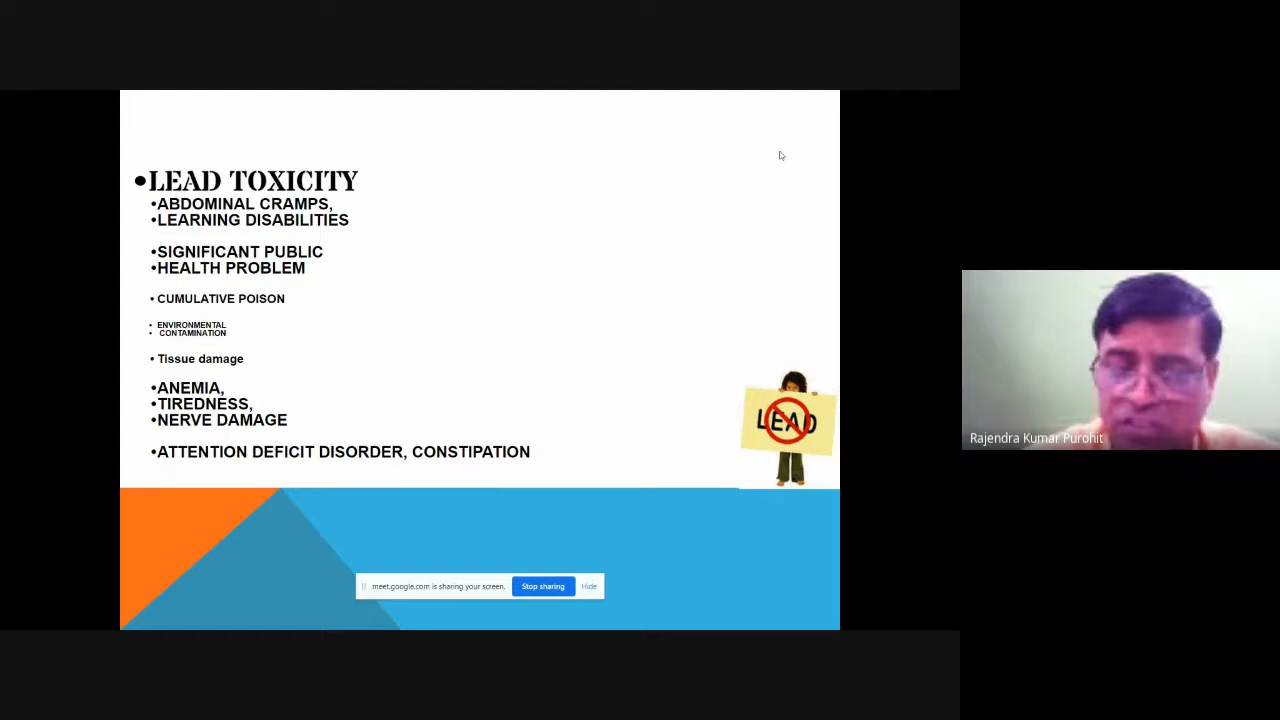 •LEAD TOXICITY
•ABDOMINAL CRAMPS,
•LEARNING DISABILITIES
•SIGNIFICANT PUBLIC
•HEALTH PROBLEM
• CUMULATIVE POISON
• ENVIRONMENTAL
• CONTAMINATION
• Tissue damage
•ANEMIA,
•TIREDNESS,
•NERVE DAMAGE
•ATTENTION DEFICIT DISORDER, CONSTIPATION
LEAD
meet.google.com is sharing your screen. Stop sharing Hide
Rajendra Kumar Purohit